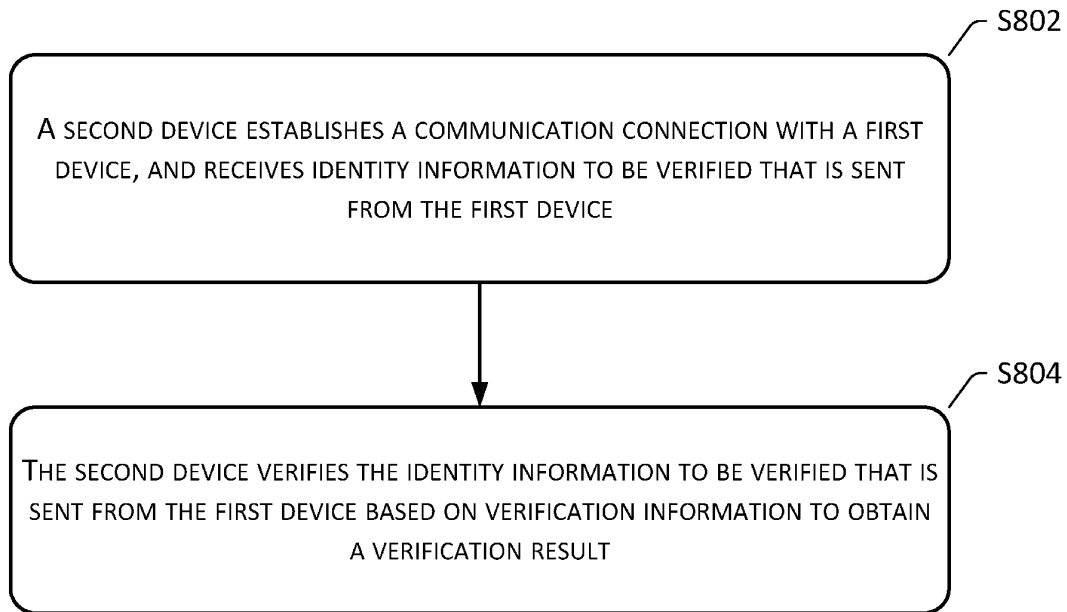 S802
A SECOND DEVICE ESTABLISHES A COMMUNICATION CONNECTION WITH A FIRST
DEVICE, AND RECEIVES IDENTITY INFORMATION TO BE VERIFIED THAT IS SENT
FROM THE FIRST DEVICE
S804
THE SECOND DEVICE VERIFIES THE IDENTITY INFORMATION TO BE VERIFIED THAT IS
SENT FROM THE FIRST DEVICE BASED ON VERIFICATION INFORMATION TO OBTAIN
A VERIFICATION RESULT